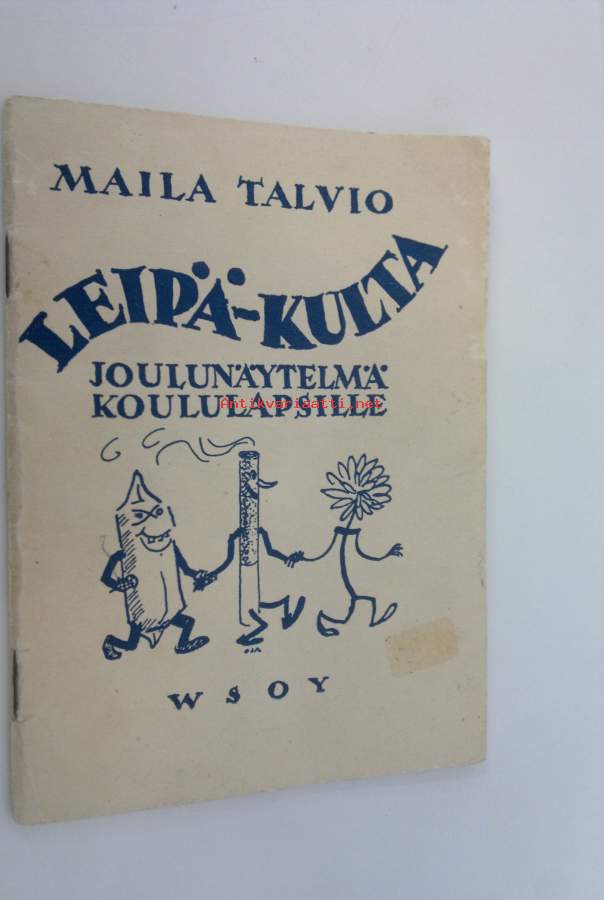 MAILA TALVIO
LEIPÄ-KULTA
JOULUNÄYTELMÄ
KOULULAPSILLE
Antikvariaatti.net
WSOY